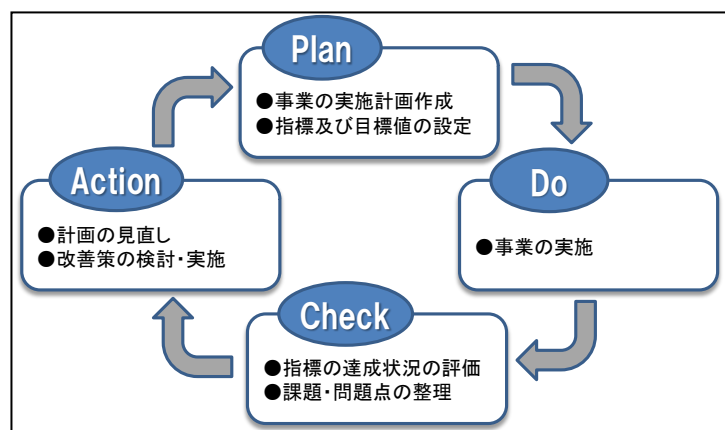 Plan
●事業の実施計画作成
●指標及び目標値の設定
Do
●事業の実施
Check
●指標の達成状況の評価
●課題・問題点の整理
Action
●計画の見直し
●改善策の検討・実施